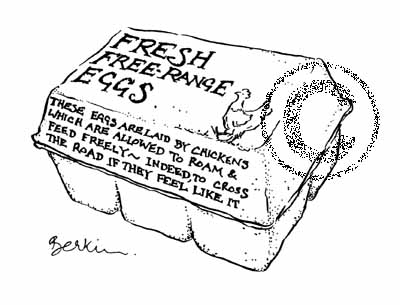 FRESH
FREE-RANGE
EGGS
THESE EGGS ARE LAID BY CHICKENS
WHICH ARE ALLOWED TO ROAM &
FEED FREELY~ INDEED, TO CROSS
THE ROAD IF THEY FEEL LIKE IT
Berkin
C